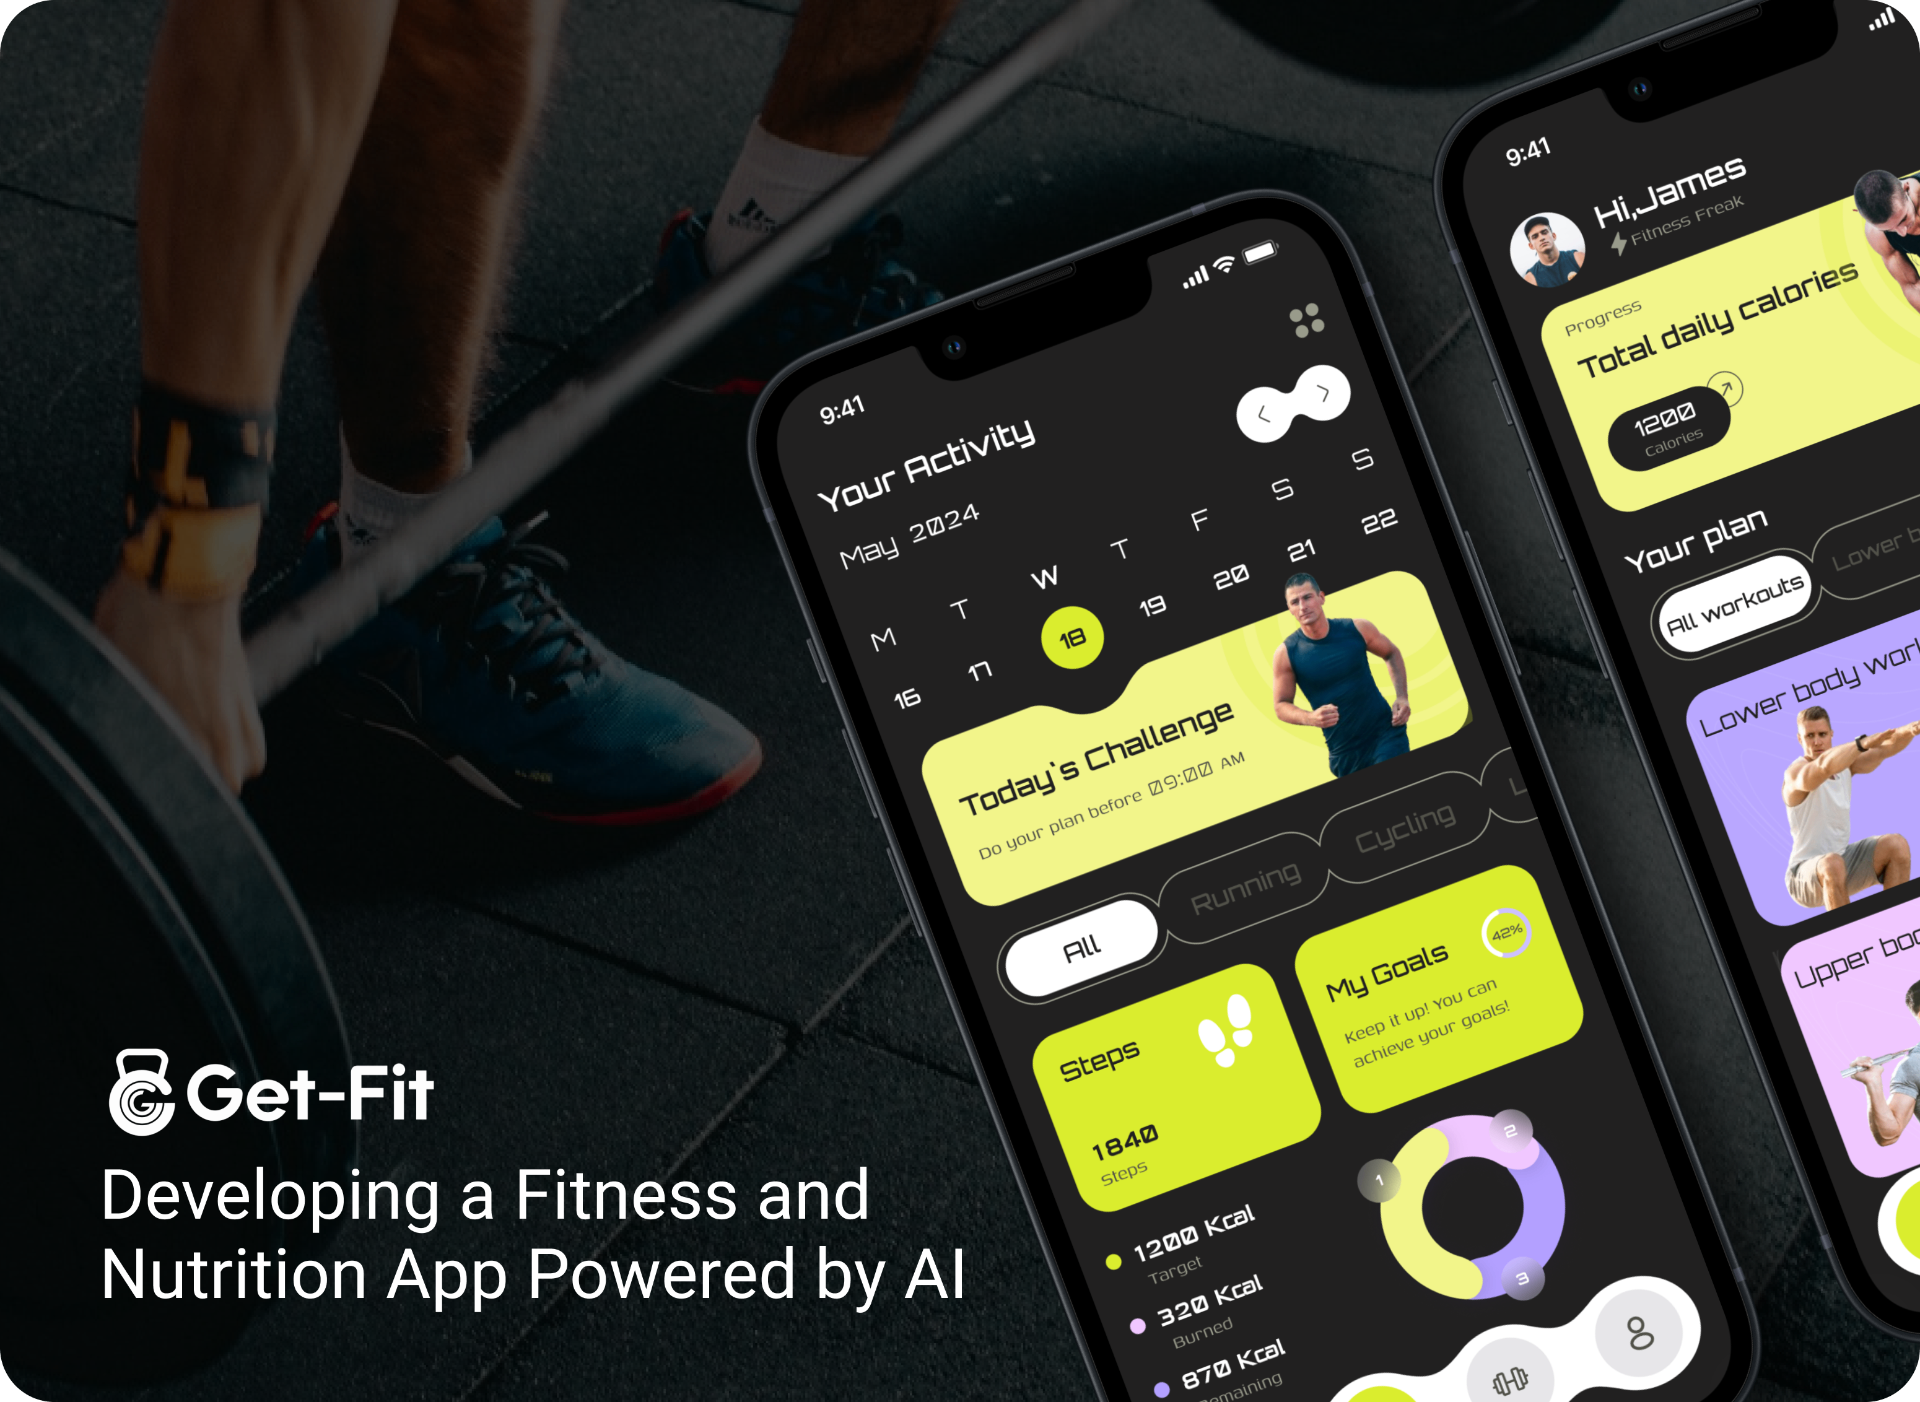 Get-Fit
Developing a Fitness and
Nutrition App Powered by AI
9:41
Your Activity
May 2024
M T W T F S S
16 17 18 19 20 21 22
Today's Challenge
Do your plan before 09:00 AM
All Running Cycling
Steps
1840
Steps
My Goals
42%
Keep it up! You can
achieve your goals!
1200 Kcal
Target
320 Kcal
Burned
870 Kcal
emaining
1
2
3
9:41
Hi,James
Fitness Freak
Progress
Total daily calories
1200
Calories
Your plan
All workouts
Lower b
Lower body wor
Upper bo